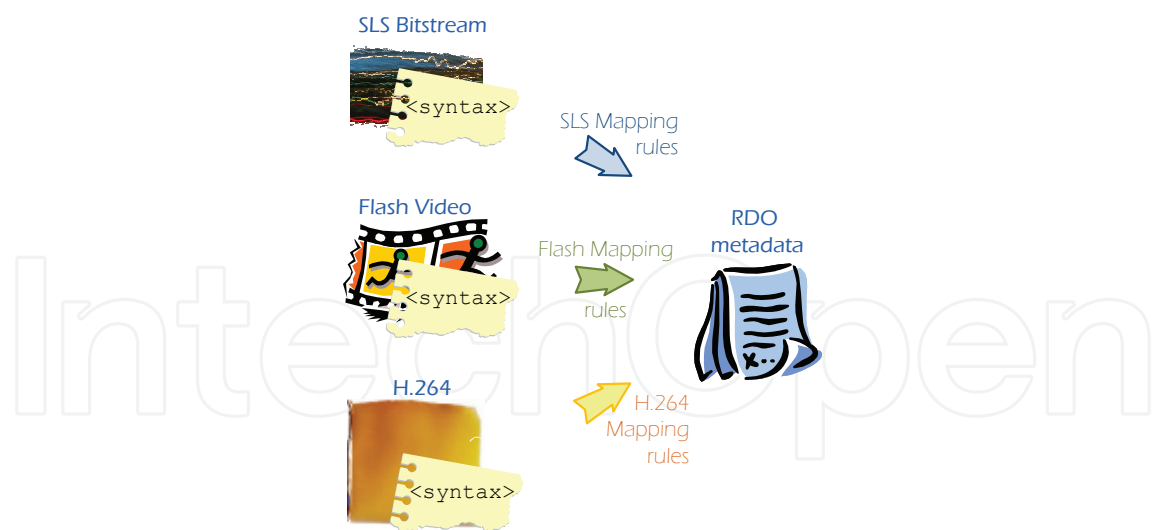 SLS Bitstream
<syntax>
SLS Mapping
rules
Flash Video
<syntax>
Flash Mapping
rules
RDO
metadata
H.264
<syntax>
H.264
Mapping
rules
IntechOpen